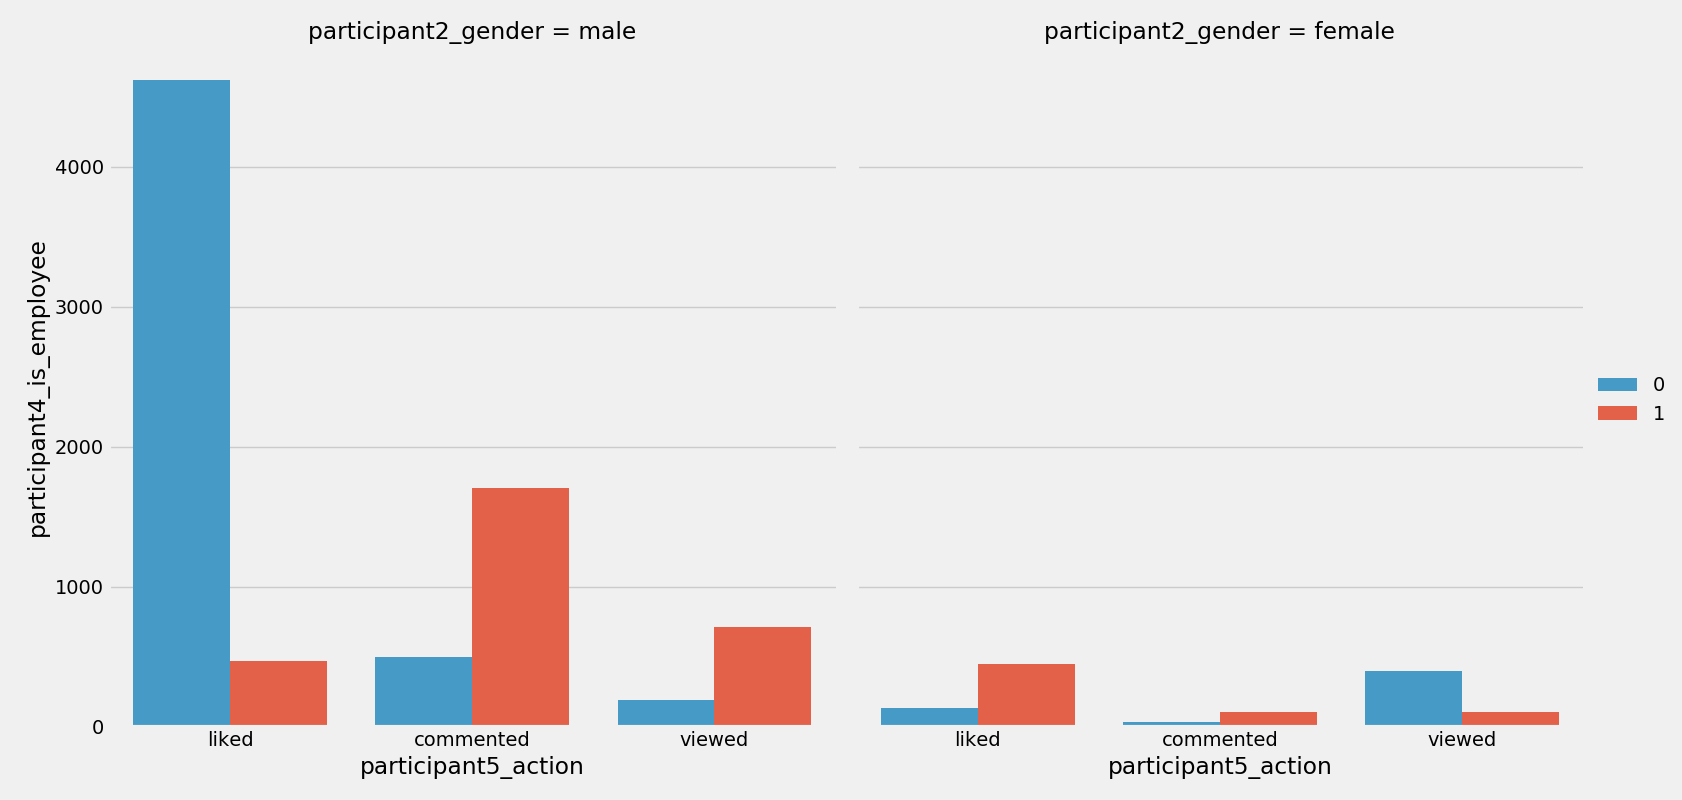 participant2_gender = male
participant2_gender = female
participant4_is_employee
4000
3000
2000
1000
0
liked commented viewed
participant5_action
liked commented viewed
participant5_action
0
1